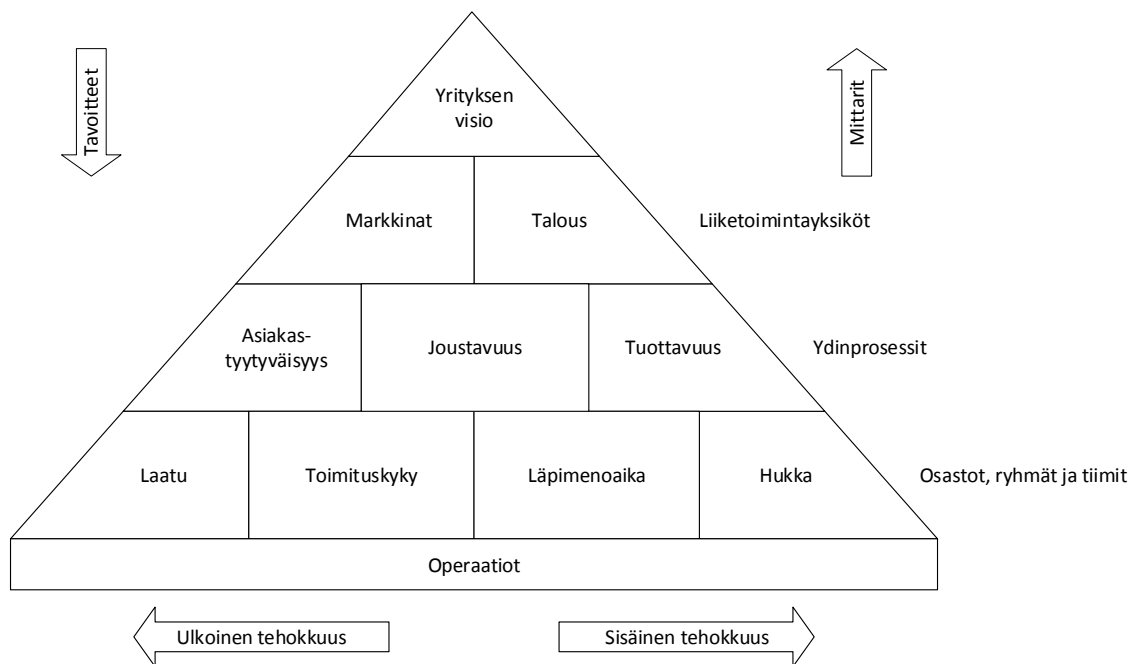 Yrityksen
visio
Tavoitteet
Mittarit
Markkinat
Talous
Liiketoimintayksiköt
Asiakas-
tyytyväisyys
Joustavuus
Tuottavuus
Ydinprosessit
Laatu
Toimituskyky
Läpimenoaika
Hukka
Osastot, ryhmät ja tiimit
Operaatiot
Ulkoinen tehokkuus
Sisäinen tehokkuus